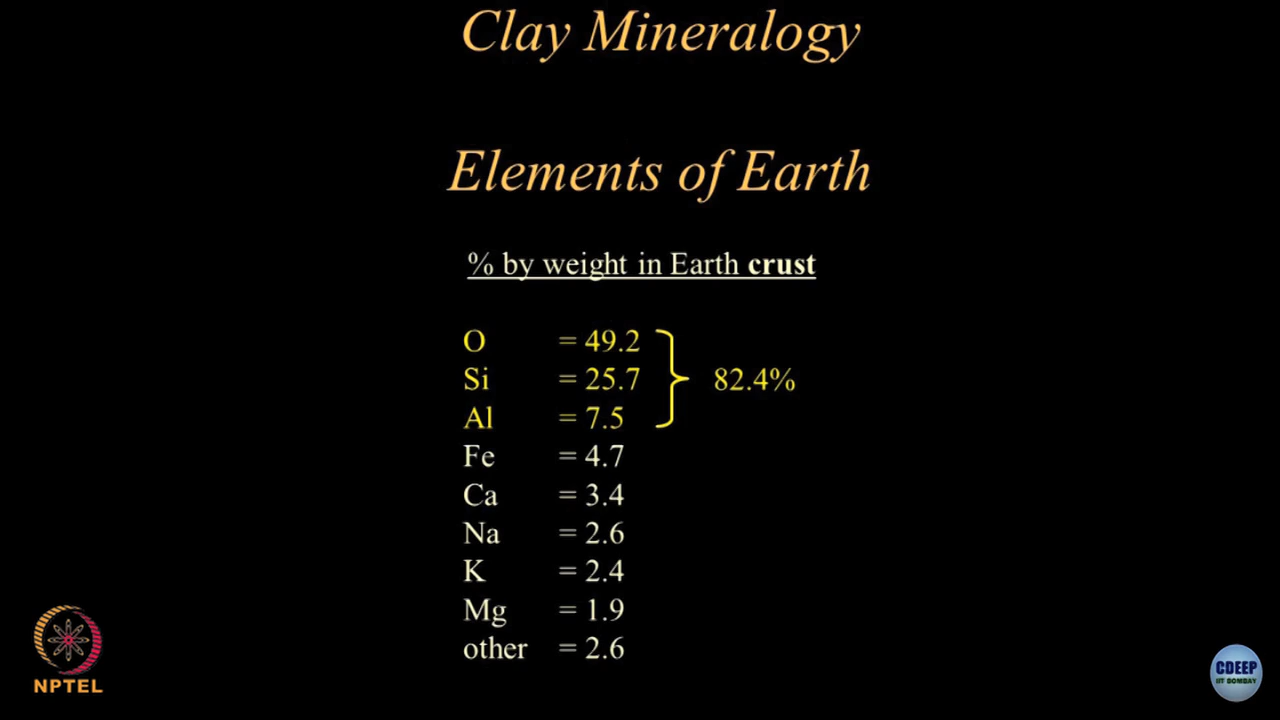 Clay Mineralogy
Elements of Earth
% by weight in Earth crust
O = 49.2
Si = 25.7
82.4%
Al = 7.5
Fe = 4.7
Ca = 3.4
Na = 2.6
K = 2.4
Mg = 1.9
other = 2.6
NPTEL
CDEEP
IIT BOMBAY